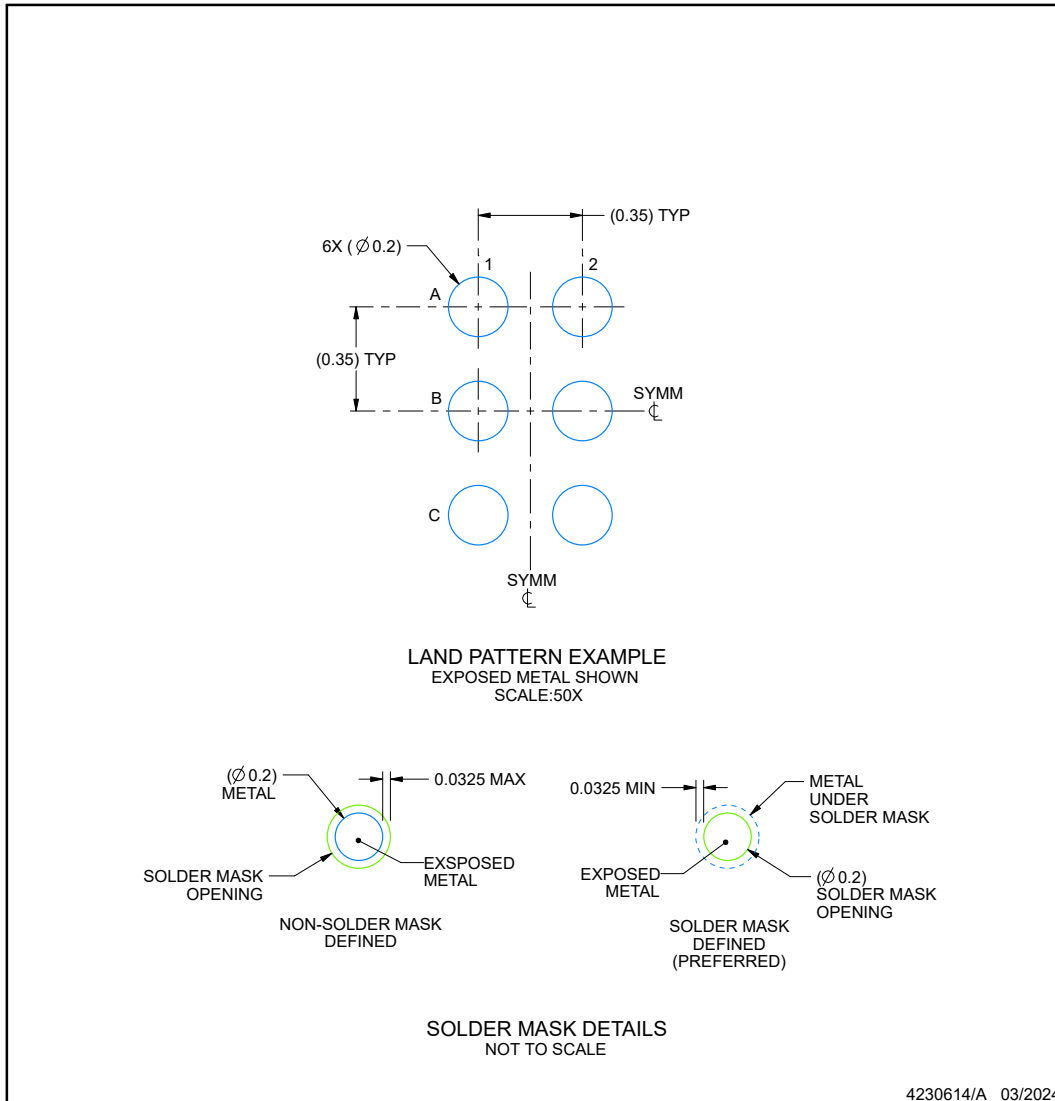 (0.35) TYP
6X (∅0.2)
1
2
A
(0.35) TYP
B
SYMM
℄
C
SYMM
℄
LAND PATTERN EXAMPLE
EXPOSED METAL SHOWN
SCALE:50X
(∅0.2)
METAL
0.0325 MAX
SOLDER MASK
OPENING
EXSPOSED
METAL
NON-SOLDER MASK
DEFINED
0.0325 MIN
METAL
UNDER
SOLDER MASK
EXPOSED
METAL
(∅0.2)
SOLDER MASK
OPENING
SOLDER MASK
DEFINED
(PREFERRED)
SOLDER MASK DETAILS
NOT TO SCALE
4230614/A 03/2024